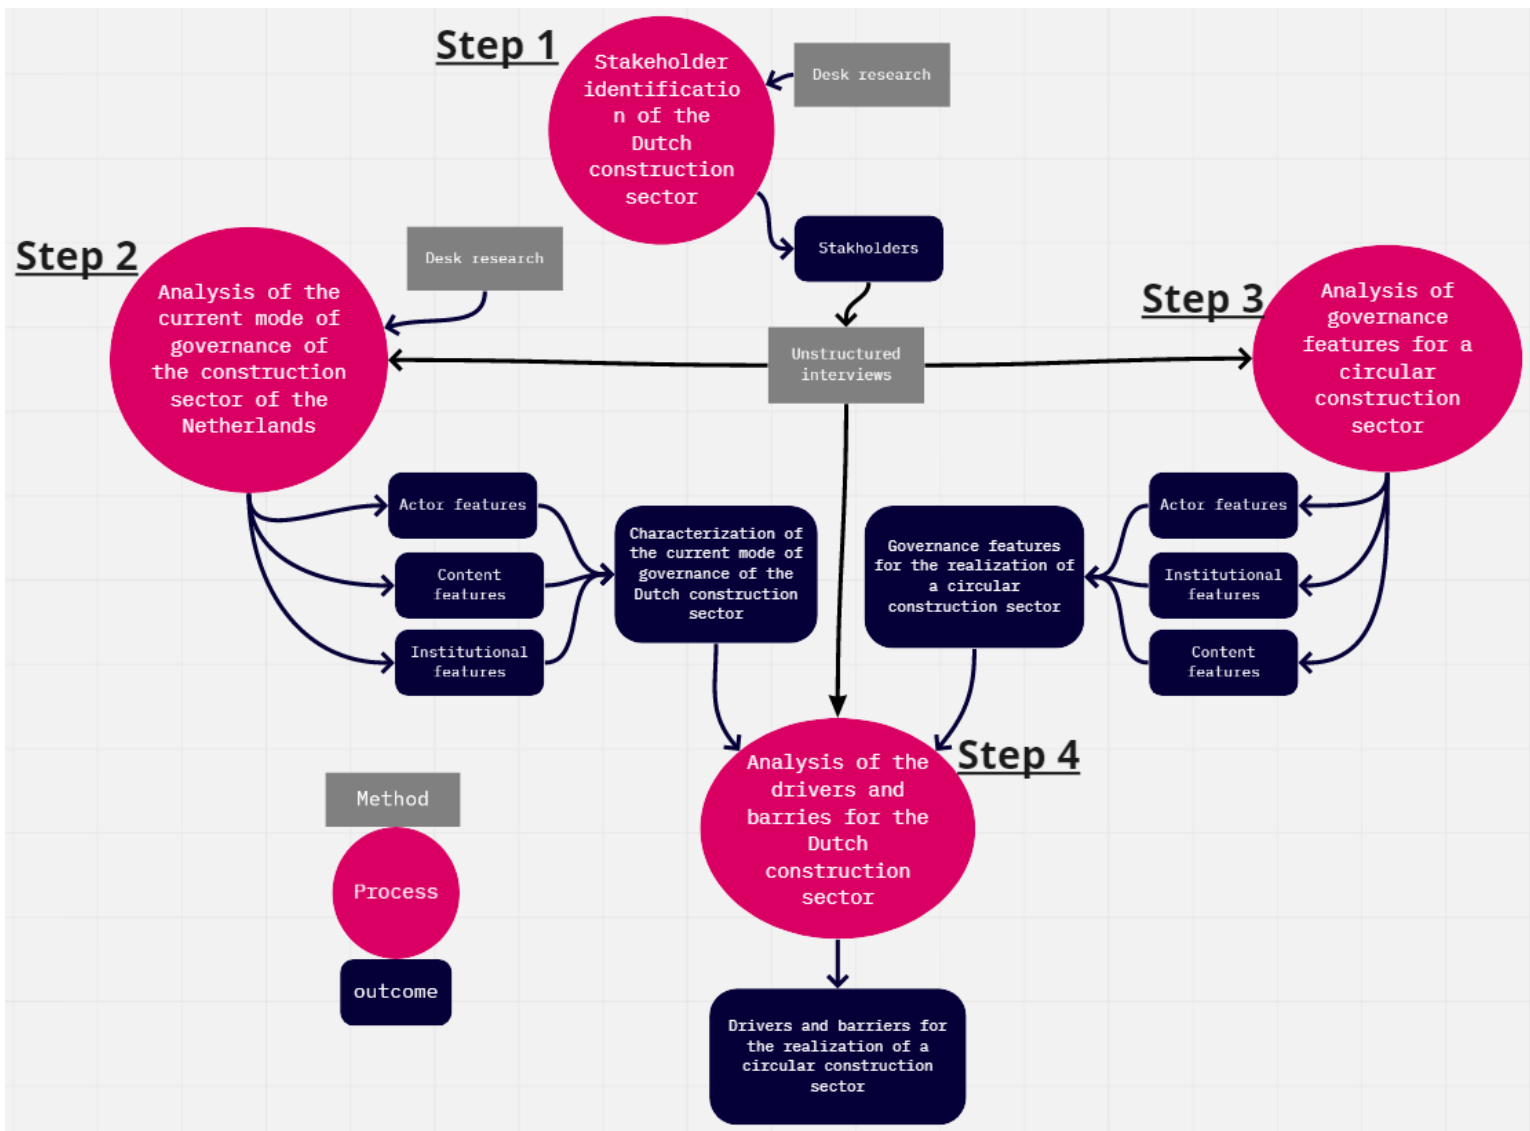 Step 1
Stakeholder
identificatio
n of the
Dutch
construction
sector
Desk research
Stakholders
Step 2
Desk research
Analysis of the
current mode of
governance of
the construction
sector of the
Netherlands
Unstructured
interviews
Step 3
Analysis of
governance
features for a
circular
construction
sector
Actor features
Content
features
Institutional
features
Characterization of
the current mode of
governance of the
Dutch construction
sector
Governance features
for the realization of
a circular
construction sector
Actor features
Institutional
features
Content
features
Step 4
Analysis of the
drivers and
barries for the
Dutch
construction
sector
Method
Process
outcome
Drivers and barriers for
the realization of a
circular construction
sector